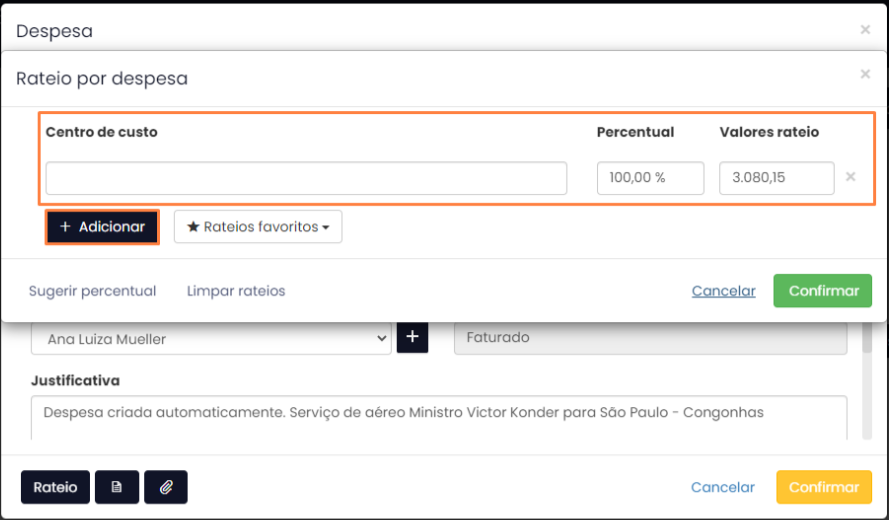 Despesa ×
Rateio por despesa ×
Centro de custo Percentual Valores rateio
100,00 % 3.080,15 ×
+ Adicionar ★ Rateios favoritos
Sugerir percentual Limpar rateios Cancelar Confirmar
Ana Luiza Mueller + Faturado
Justificativa
Despesa criada automaticamente. Serviço de aéreo Ministro Victor Konder para São Paulo - Congonhas
Rateio Cancelar Confirmar